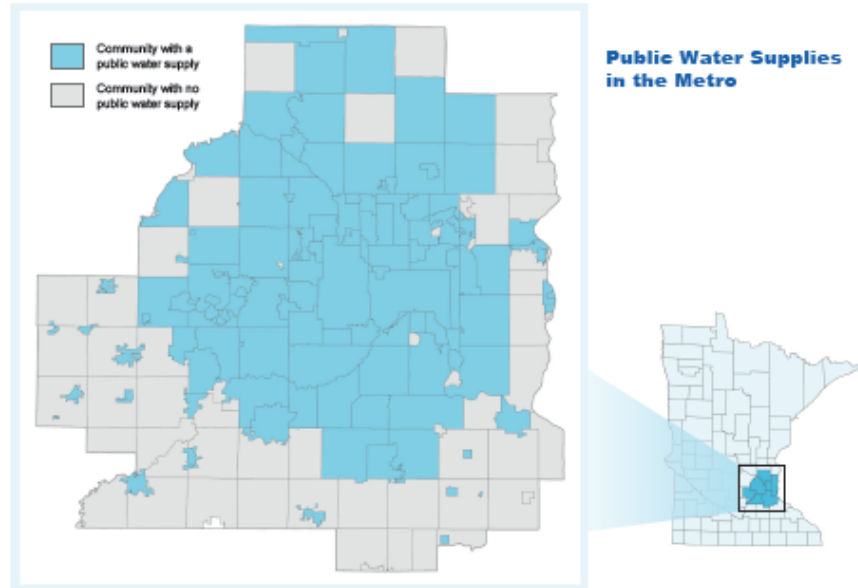 Community with a
public water supply
Community with no
public water supply
Public Water Supplies
in the Metro